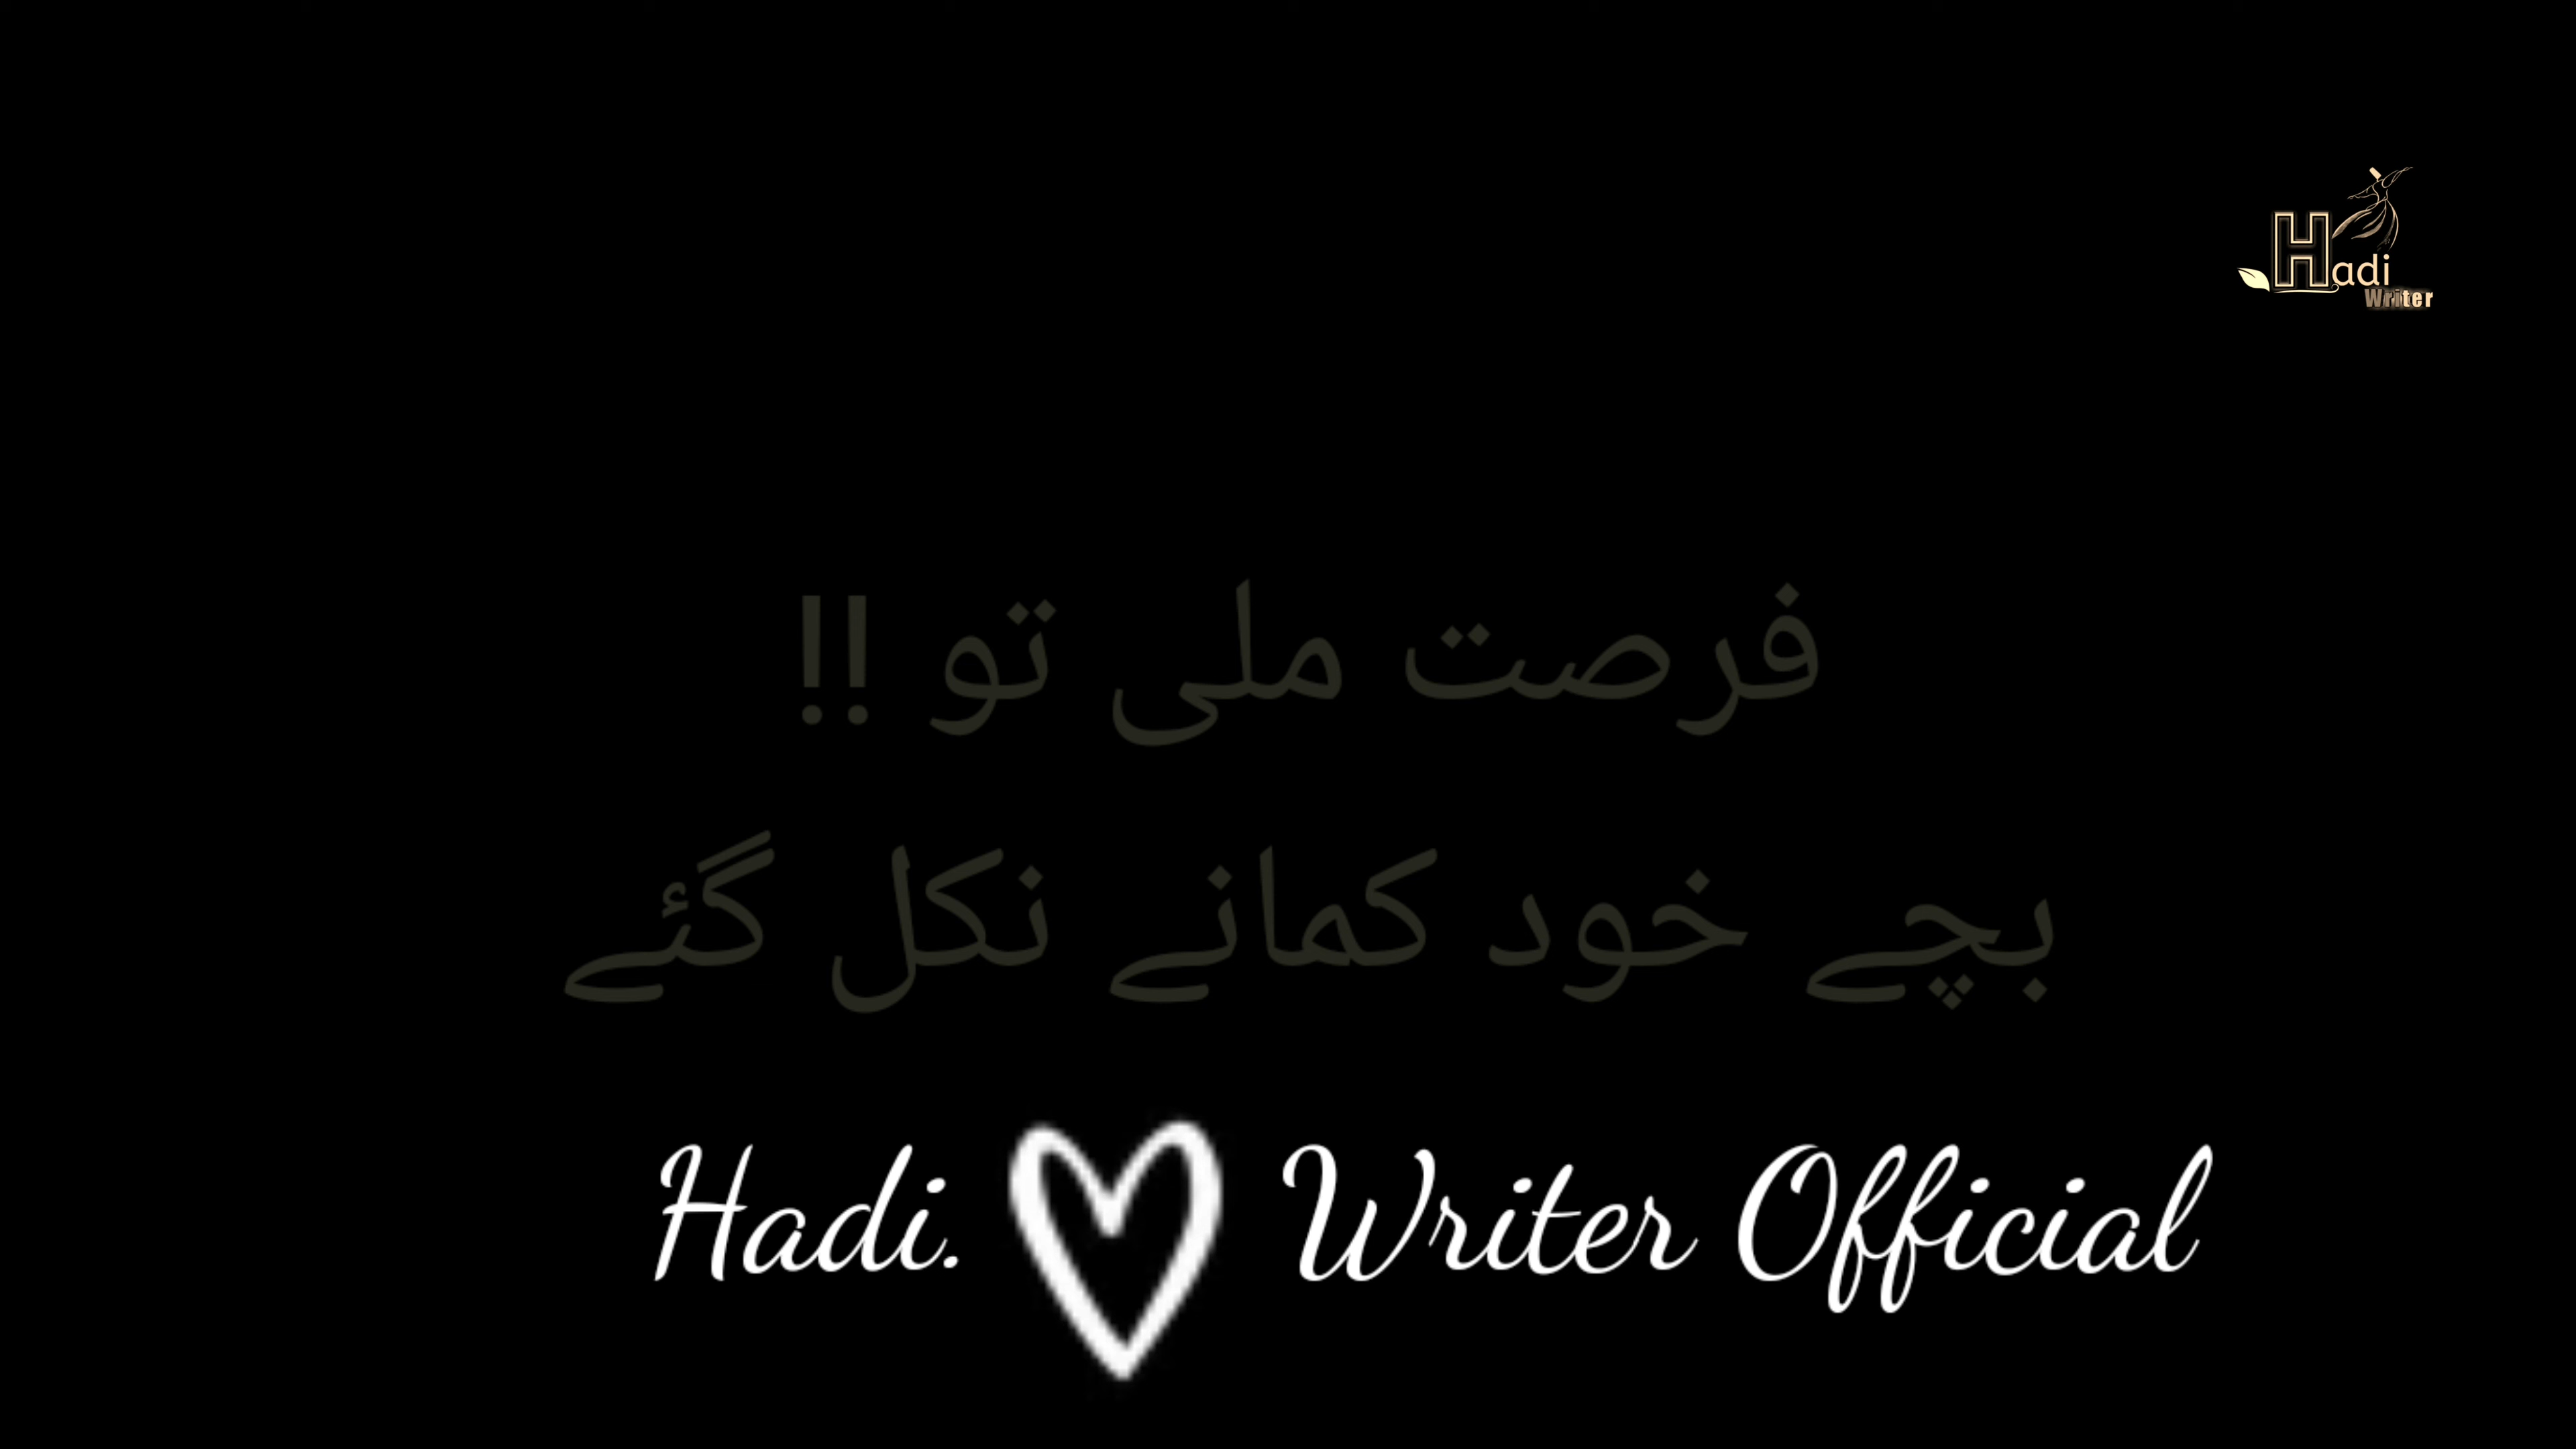 Hadi
Writer
فرصت ملی تو !!
بچے خود کمانے نکل گئے
Hadi. Writer Official